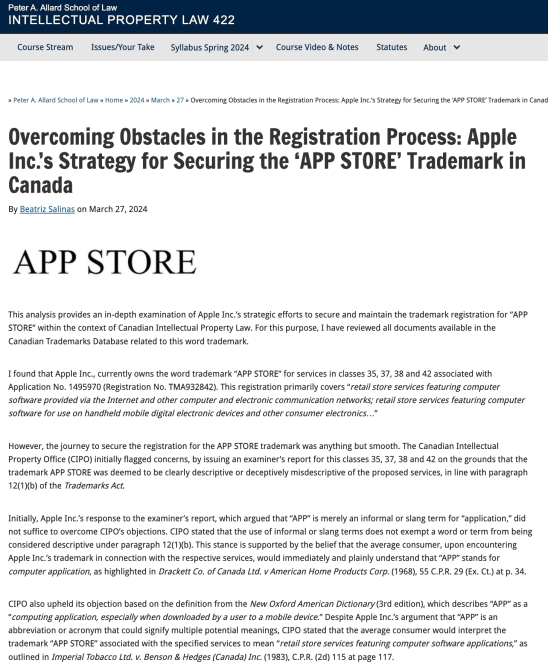 Peter A. Allard School of Law
INTELLECTUAL PROPERTY LAW 422
Course Stream Issues/Your Take Syllabus Spring 2024 Course Video & Notes Statutes About
» Peter A. Allard School of Law » Home » 2024 » March » 27 » Overcoming Obstacles in the Registration Process: Apple Inc.'s Strategy for Securing the 'APP STORE' Trademark in Canad
Overcoming Obstacles in the Registration Process: Apple
Inc.'s Strategy for Securing the 'APP STORE' Trademark in
Canada
By Beatriz Salinas on March 27, 2024
APP STORE
This analysis provides an in-depth examination of Apple Inc.'s strategic efforts to secure and maintain the trademark registration for "APP
STORE" within the context of Canadian Intellectual Property Law. For this purpose, I have reviewed all documents available in the
Canadian Trademarks Database related to this word trademark.
I found that Apple Inc., currently owns the word trademark "APP STORE" for services in classes 35, 37, 38 and 42 associated with
Application No. 1495970 (Registration No. TMA932842). This registration primarily covers "retail store services featuring computer
software provided via the Internet and other computer and electronic communication networks; retail store services featuring computer
software for use on handheld mobile digital electronic devices and other consumer electronics…"
However, the journey to secure the registration for the APP STORE trademark was anything but smooth. The Canadian Intellectual
Property Office (CIPO) initially flagged concerns, by issuing an examiner's report for this classes 35, 37, 38 and 42 on the grounds that the
trademark APP STORE was deemed to be clearly descriptive or deceptively misdescriptive of the proposed services, in line with paragraph
12(1)(b) of the Trademarks Act.
Initially, Apple Inc.'s response to the examiner's report, which argued that "APP" is merely an informal or slang term for "application," did
not suffice to overcome CIPO's objections. CIPO stated that the use of informal or slang terms does not exempt a word or term from being
considered descriptive under paragraph 12(1)(b). This stance is supported by the belief that the average consumer, upon encountering
Apple Inc.'s trademark in connection with the respective services, would immediately and plainly understand that "APP" stands for
computer application, as highlighted in Drackett Co. of Canada Ltd. v American Home Products Corp. (1968), 55 C.P.R. 29 (Ex. Ct.) at p. 34.
CIPO also upheld its objection based on the definition from the New Oxford American Dictionary (3rd edition), which describes "APP" as a
"computing application, especially when downloaded by a user to a mobile device." Despite Apple Inc.'s argument that "APP" is an
abbreviation or acronym that could signify multiple potential meanings, CIPO stated that the average consumer would interpret the
trademark "APP STORE" associated with the specified services to mean "retail store services featuring computer software applications," as
outlined in Imperial Tobacco Ltd. v. Benson & Hedges (Canada) Inc. (1983), C.P.R. (2d) 115 at page 117.